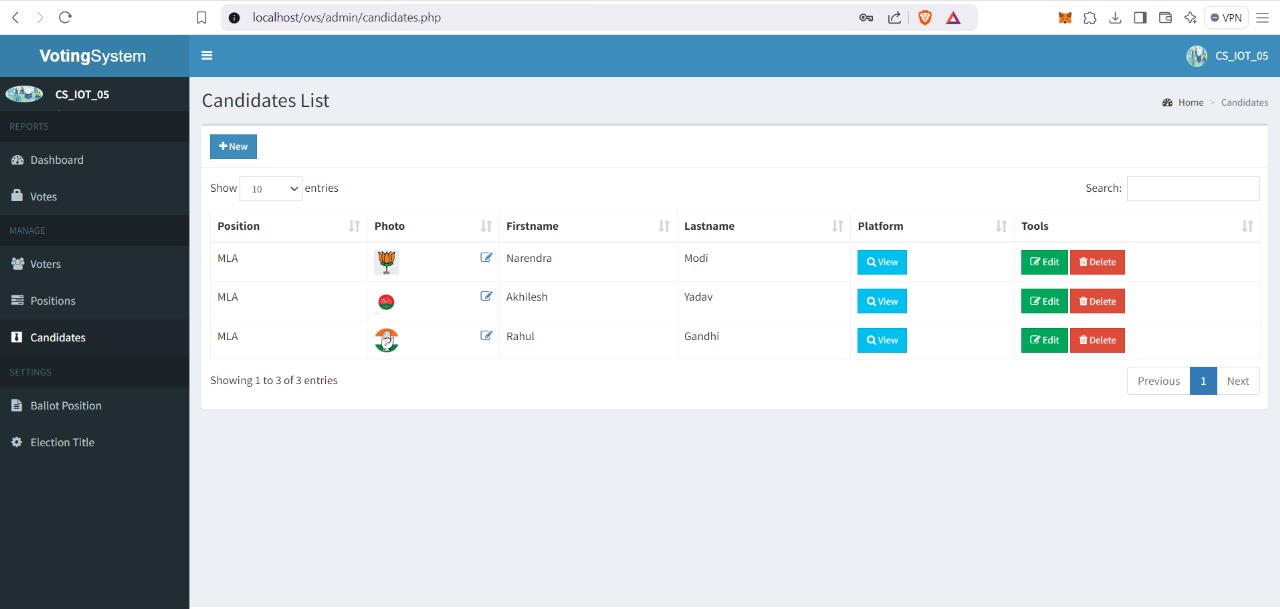 localhost/ovs/admin/candidates.php
VPN
VotingSystem
CS_IOT_05
CS_IOT_05
REPORTS
Dashboard
Votes
MANAGE
Voters
Positions
Candidates
SETTINGS
Ballot Position
Election Title
Candidates List
Home > Candidates
New
Show 10 entries
Search:
Position Photo Firstname Lastname Platform Tools
MLA Narendra Modi View Edit Delete
MLA Akhilesh Yadav View Edit Delete
MLA Rahul Gandhi View Edit Delete
Showing 1 to 3 of 3 entries
Previous 1 Next